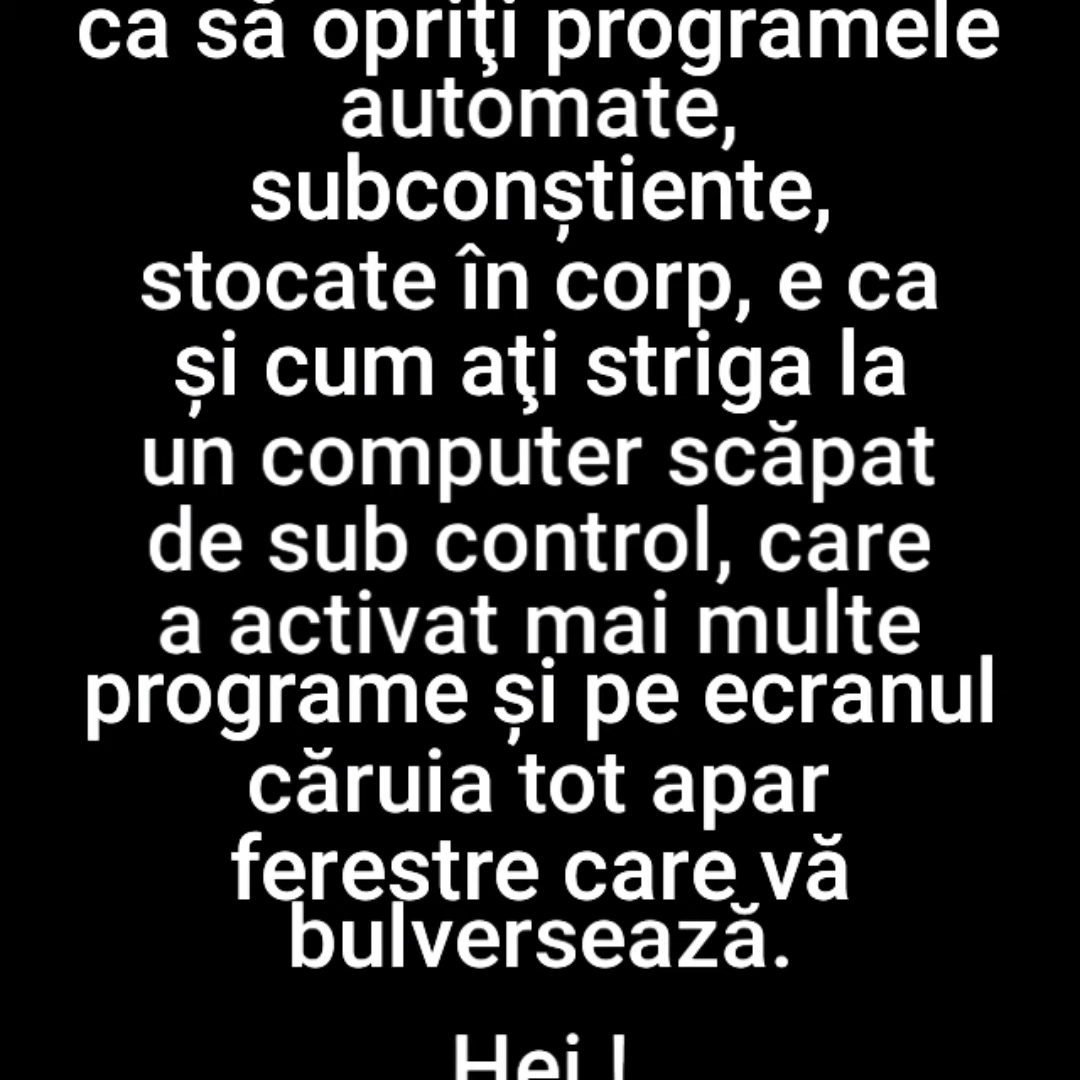 ca să opriţi programele
automate,
subconștiente,
stocate în corp, e ca
și cum aţi striga la
un computer scăpat
de sub control, care
a activat mai multe
programe și pe ecranul
căruia tot apar
ferestre care vă
bulversează.
Hei !